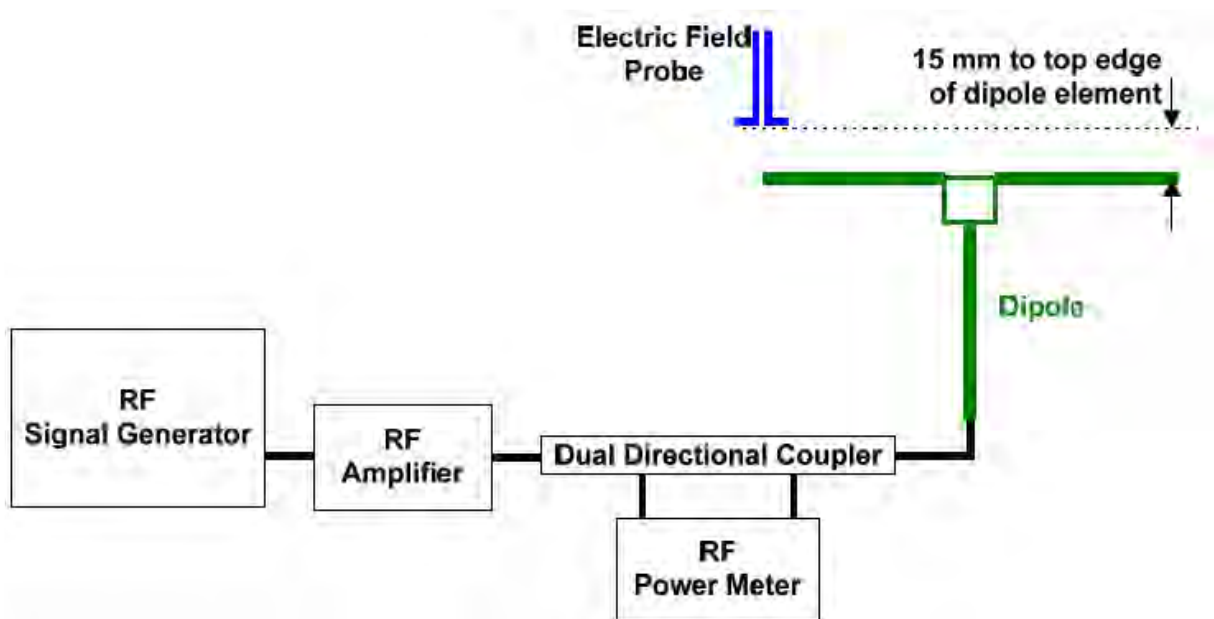 Electric Field
Probe
15 mm to top edge
of dipole element
Dipole
RF
Signal Generator
RF
Amplifier
Dual Directional Coupler
RF
Power Meter